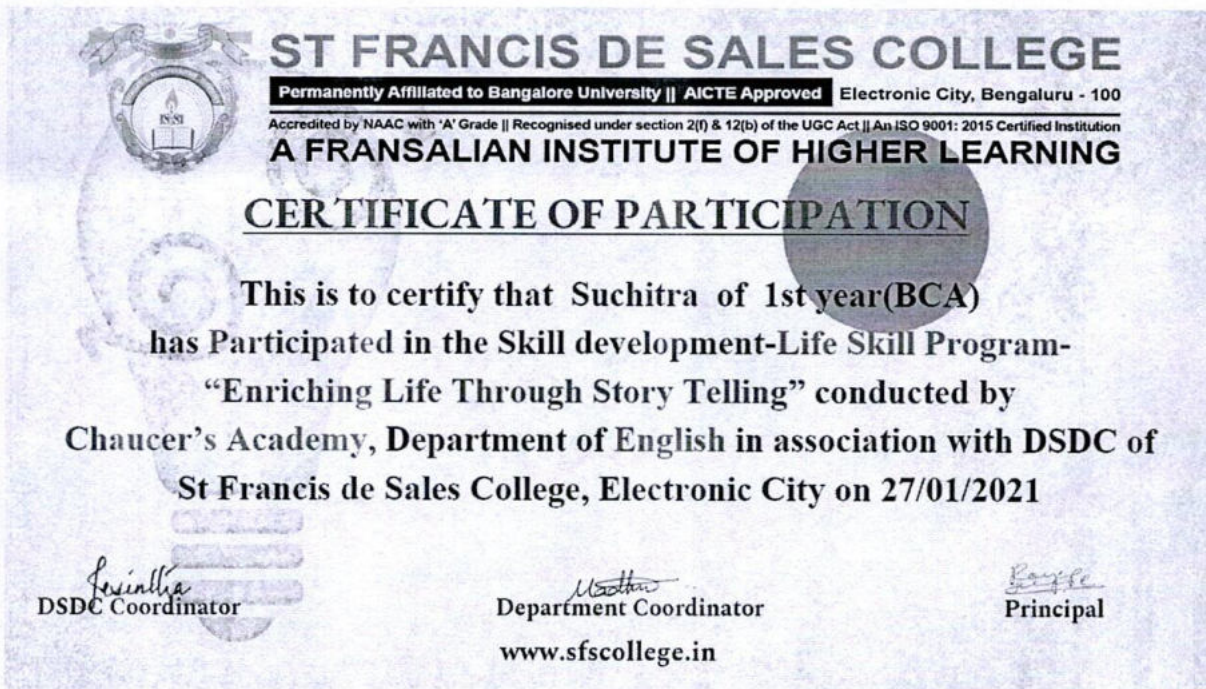 ST FRANCIS DE SALES COLLEGE
Permanently Affiliated to Bangalore University || AICTE Approved Electronic City, Bengaluru - 100
Accredited by NAAC with 'A' Grade || Recognised under section 2(f) & 12(b) of the UGC Act || An ISO 9001: 2015 Certified Institution
A FRANSALIAN INSTITUTE OF HIGHER LEARNING
CERTIFICATE OF PARTICIPATION
This is to certify that Suchitra of 1st year(BCA)
has Participated in the Skill development-Life Skill Program-
“Enriching Life Through Story Telling” conducted by
Chaucer’s Academy, Department of English in association with DSDC of
St Francis de Sales College, Electronic City on 27/01/2021
DSDC Coordinator
Department Coordinator
Principal
www.sfscollege.in